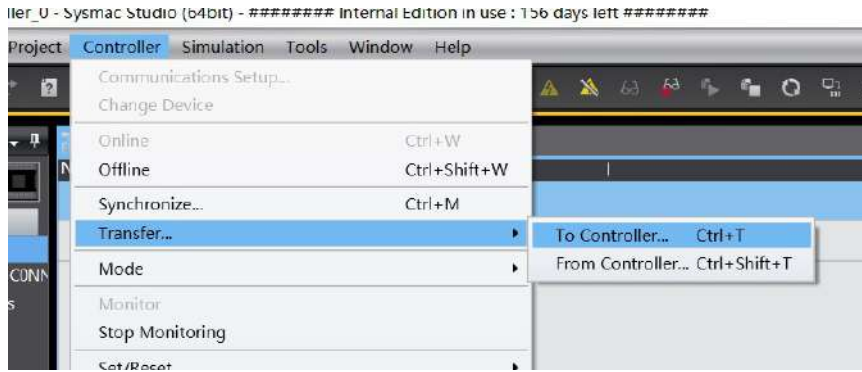 ller_0 - Sysmac Studio (64bit) - ######## Internal Edition in use : 156 days left ########
Project Controller Simulation Tools Window Help
Communications Setup...
Change Device
Online Ctrl+W
Offline Ctrl+Shift+W
Synchronize... Ctrl+M
Transfer...
To Controller... Ctrl+T
From Controller... Ctrl+Shift+T
Mode
CONN
s
Monitor
Stop Monitoring
Set/Reset